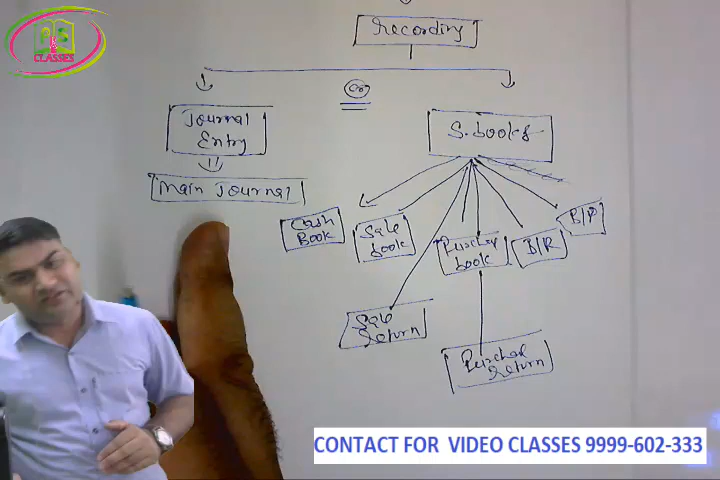 CLASSES
Recording
or
Journal
Entry
S.books
Main Journal
Cash
Book
Sale
book
Purchase
book
B/R
B/P
Sale
return
Purchase
return
CONTACT FOR VIDEO CLASSES 9999-602-333